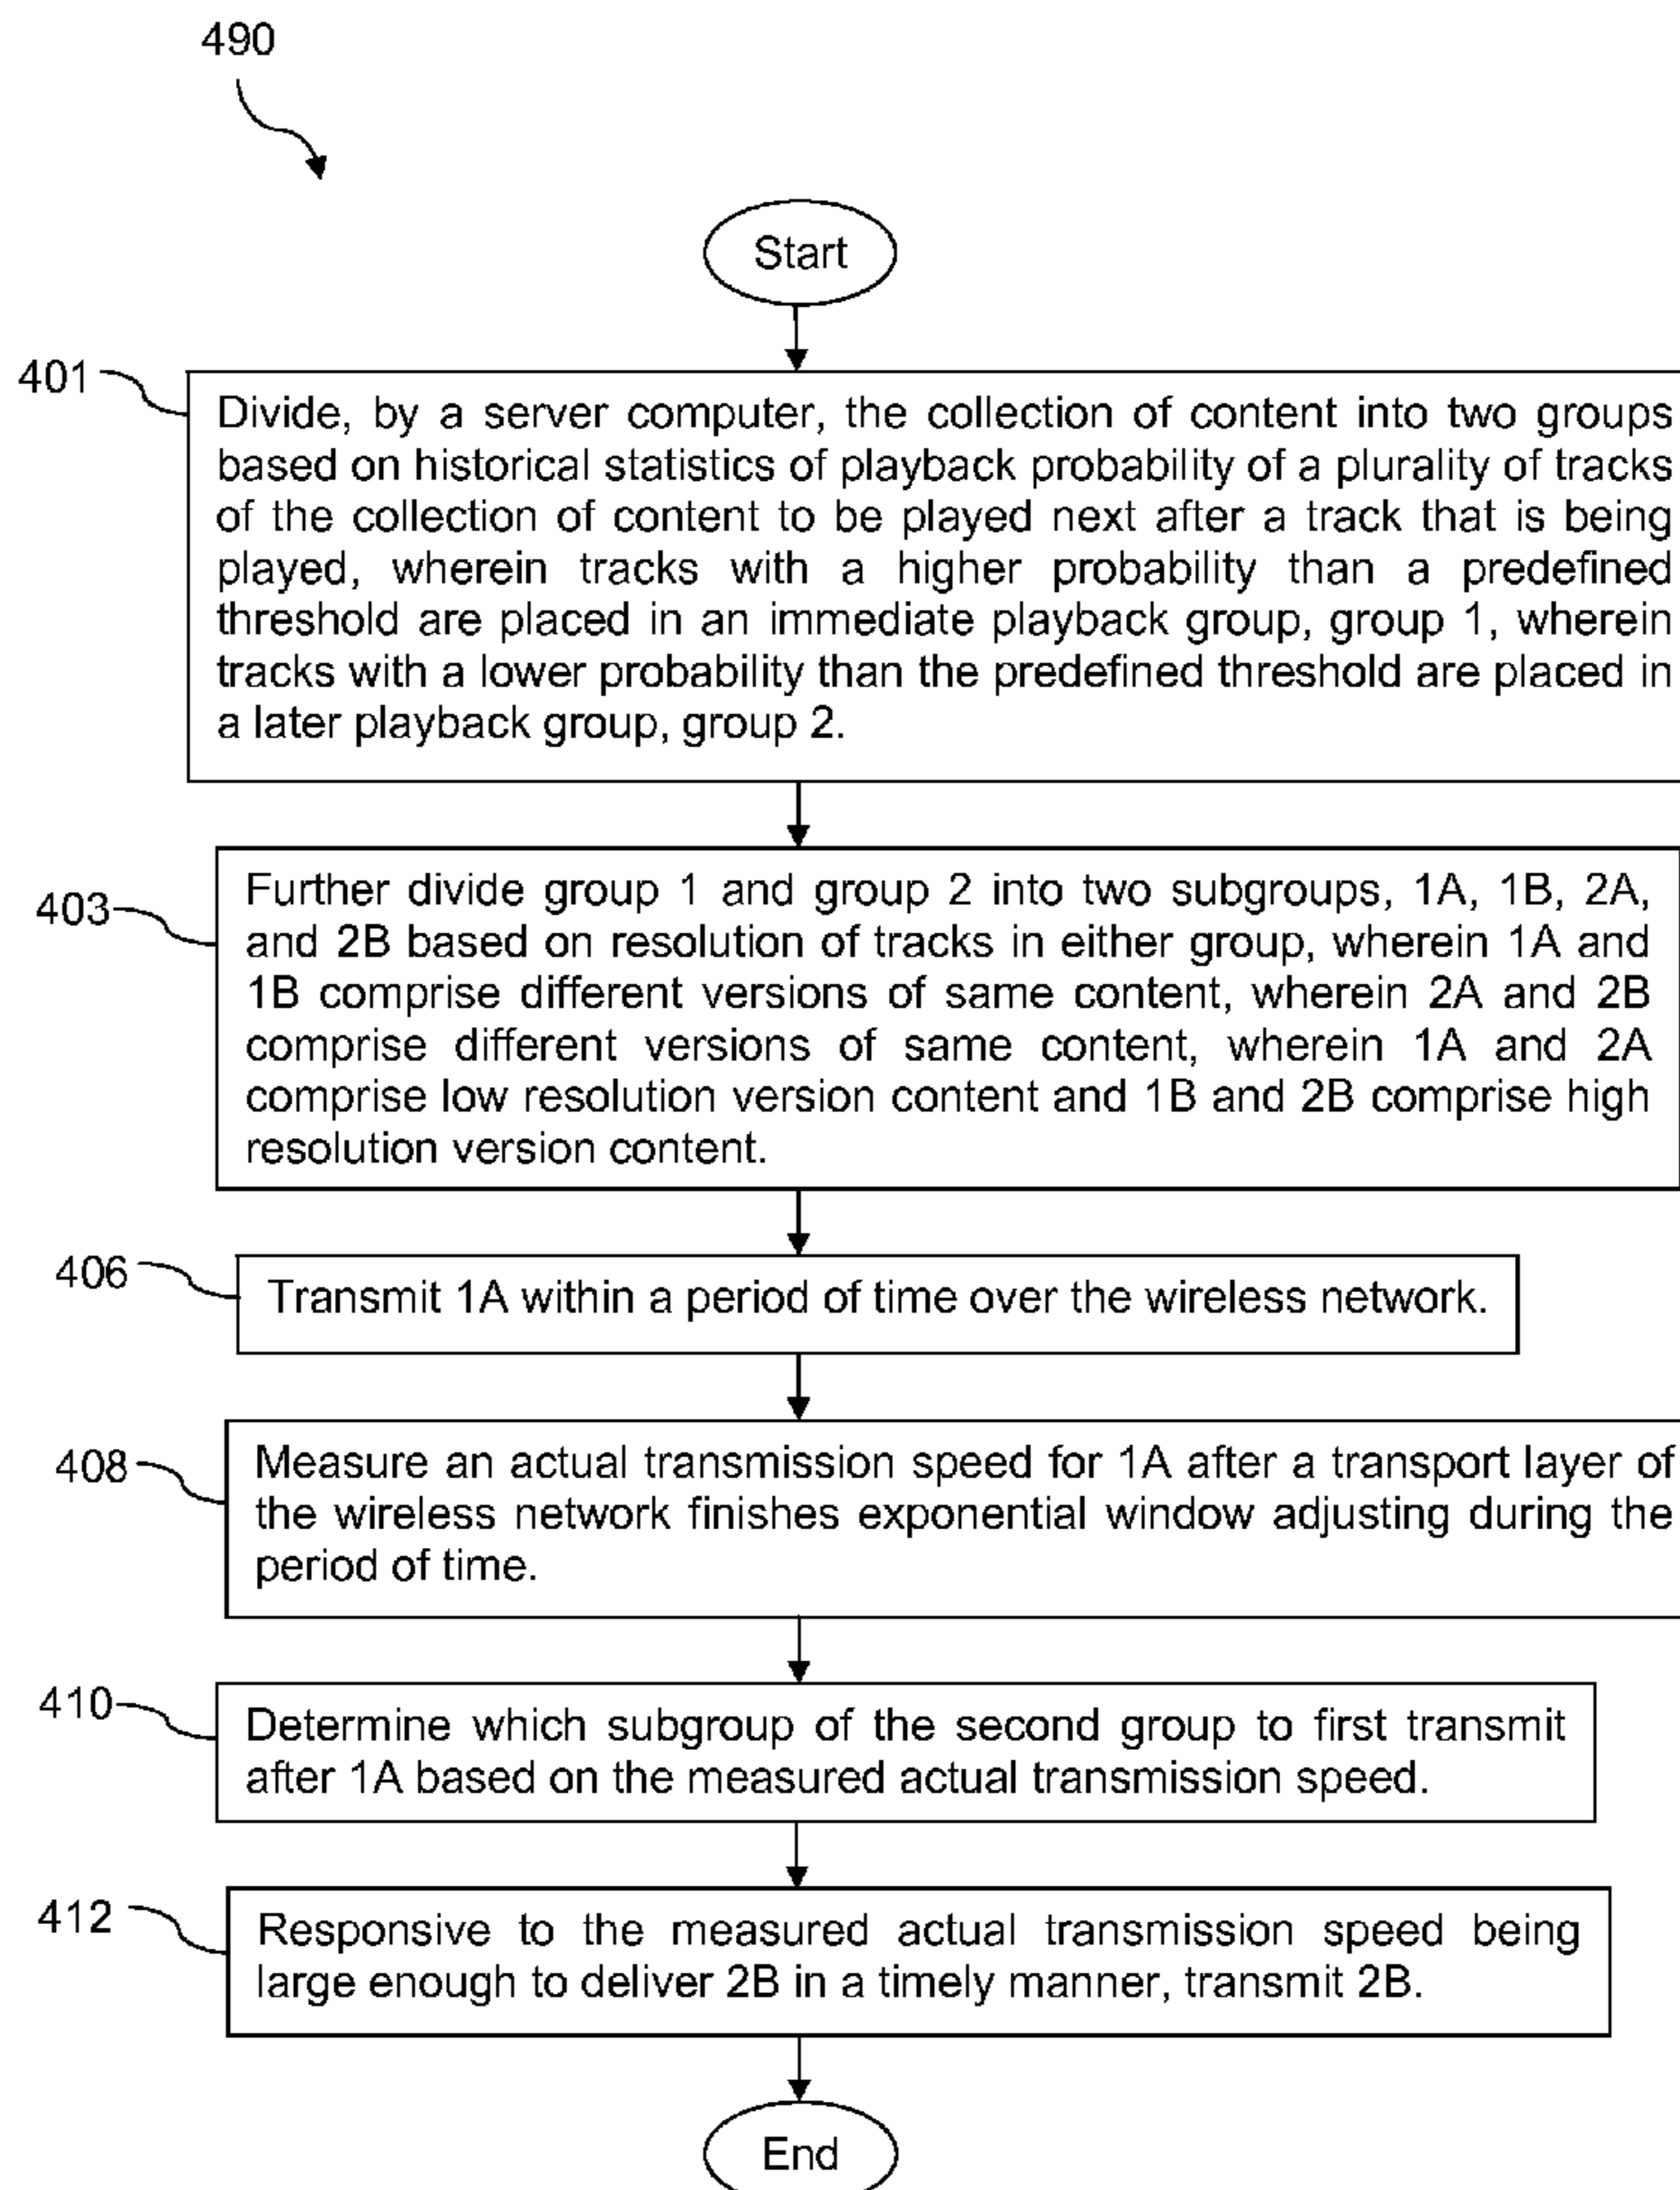 490
Start
401
Divide, by a server computer, the collection of content into two groups
based on historical statistics of playback probability of a plurality of tracks
of the collection of content to be played next after a track that is being
played, wherein tracks with a higher probability than a predefined
threshold are placed in an immediate playback group, group 1, wherein
tracks with a lower probability than the predefined threshold are placed in
a later playback group, group 2.
403
Further divide group 1 and group 2 into two subgroups, 1A, 1B, 2A,
and 2B based on resolution of tracks in either group, wherein 1A and
1B comprise different versions of same content, wherein 2A and 2B
comprise different versions of same content, wherein 1A and 2A
comprise low resolution version content and 1B and 2B comprise high
resolution version content.
406
Transmit 1A within a period of time over the wireless network.
408
Measure an actual transmission speed for 1A after a transport layer of
the wireless network finishes exponential window adjusting during the
period of time.
410
Determine which subgroup of the second group to first transmit
after 1A based on the measured actual transmission speed.
412
Responsive to the measured actual transmission speed being
large enough to deliver 2B in a timely manner, transmit 2B.
End